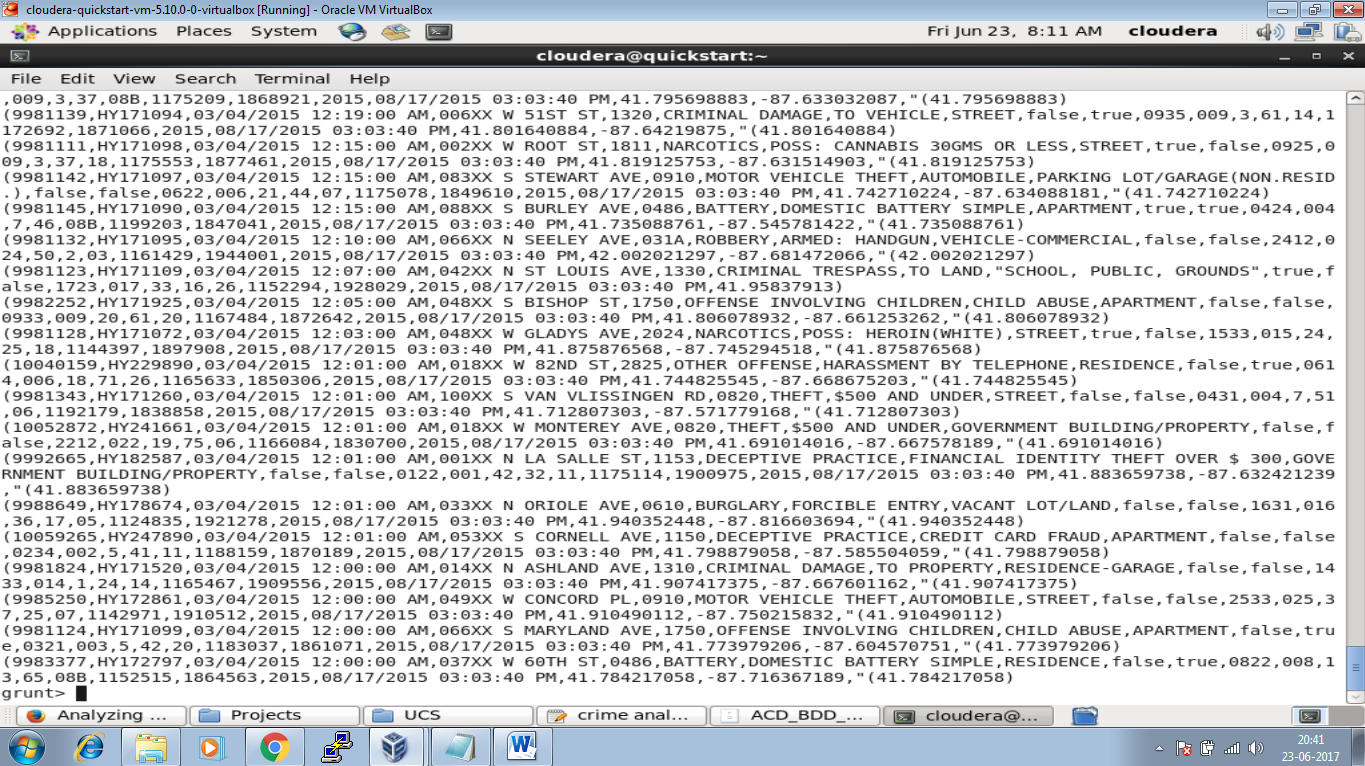 cloudera-quickstart-vm-5.10.0-0-virtualbox [Running] - Oracle VM VirtualBox
Applications Places System Fri Jun 23, 8:11 AM cloudera
cloudera@quickstart:~
File Edit View Search Terminal Help
,009,3,37,08B,1175209,1868921,2015,08/17/2015 03:03:40 PM,41.795698883,-87.633032087,"(41.795698883)
(9981139,HY171094,03/04/2015 12:19:00 AM,006XX W 51ST ST,1320,CRIMINAL DAMAGE,TO VEHICLE,STREET,false,true,0935,009,3,61,14,1
172692,1871066,2015,08/17/2015 03:03:40 PM,41.801640884,-87.64219875,"(41.801640884)
(9981111,HY171098,03/04/2015 12:15:00 AM,002XX W ROOT ST,1811,NARCOTICS,POSS: CANNABIS 30GMS OR LESS,STREET,true,false,0925,0
09,3,37,18,1175553,1877461,2015,08/17/2015 03:03:40 PM,41.819125753,-87.631514903,"(41.819125753)
(9981142,HY171097,03/04/2015 12:15:00 AM,083XX S STEWART AVE,0910,MOTOR VEHICLE THEFT,AUTOMOBILE,PARKING LOT/GARAGE(NON.RESID
.),false,false,0622,006,21,44,07,1175078,1849610,2015,08/17/2015 03:03:40 PM,41.742710224,-87.634088181,"(41.742710224)
(9981145,HY171090,03/04/2015 12:15:00 AM,088XX S BURLEY AVE,0486,BATTERY,DOMESTIC BATTERY SIMPLE,APARTMENT,true,true,0424,004
,7,46,08B,1199203,1847041,2015,08/17/2015 03:03:40 PM,41.735088761,-87.545781422,"(41.735088761)
(9981132,HY171095,03/04/2015 12:10:00 AM,066XX N SEELEY AVE,031A,ROBBERY,ARMED: HANDGUN,VEHICLE-COMMERCIAL,false,false,2412,0
24,50,2,03,1161429,1944001,2015,08/17/2015 03:03:40 PM,42.002021297,-87.681472066,"(42.002021297)
(9981123,HY171109,03/04/2015 12:07:00 AM,042XX N ST LOUIS AVE,1330,CRIMINAL TRESPASS,TO LAND,"SCHOOL, PUBLIC, GROUNDS",true,f
alse,1723,017,33,16,26,1152294,1928029,2015,08/17/2015 03:03:40 PM,41.95837913)
(9982252,HY171925,03/04/2015 12:05:00 AM,048XX S BISHOP ST,1750,OFFENSE INVOLVING CHILDREN,CHILD ABUSE,APARTMENT,false,false,
0933,009,20,61,20,1167484,1872642,2015,08/17/2015 03:03:40 PM,41.806078932,-87.661253262,"(41.806078932)
(9981128,HY171072,03/04/2015 12:03:00 AM,048XX W GLADYS AVE,2024,NARCOTICS,POSS: HEROIN(WHITE),STREET,true,false,1533,015,24,
25,18,1144397,1897908,2015,08/17/2015 03:03:40 PM,41.875876568,-87.745294518,"(41.875876568)
(10040159,HY229890,03/04/2015 12:01:00 AM,018XX W 82ND ST,2825,OTHER OFFENSE,HARASSMENT BY TELEPHONE,RESIDENCE,false,true,061
4,006,18,71,26,1165633,1850306,2015,08/17/2015 03:03:40 PM,41.744825545,-87.668675203,"(41.744825545)
(9981343,HY171260,03/04/2015 12:01:00 AM,100XX S VAN VLISSINGEN RD,0820,THEFT,$500 AND UNDER,STREET,false,false,0431,004,7,51
,06,1192179,1838858,2015,08/17/2015 03:03:40 PM,41.712807303,-87.571779168,"(41.712807303)
(10052872,HY241661,03/04/2015 12:01:00 AM,018XX W MONTEREY AVE,0820,THEFT,$500 AND UNDER,GOVERNMENT BUILDING/PROPERTY,false,f
alse,2212,022,19,75,06,1166084,1830700,2015,08/17/2015 03:03:40 PM,41.691014016,-87.667578189,"(41.691014016)
(9992665,HY182587,03/04/2015 12:01:00 AM,001XX N LA SALLE ST,1153,DECEPTIVE PRACTICE,FINANCIAL IDENTITY THEFT OVER $ 300,GOVE
RNMENT BUILDING/PROPERTY,false,false,0122,001,42,32,11,1175114,1900975,2015,08/17/2015 03:03:40 PM,41.883659738,-87.632421239
,"(41.883659738)
(9988649,HY178674,03/04/2015 12:01:00 AM,033XX N ORIOLE AVE,0610,BURGLARY,FORCIBLE ENTRY,VACANT LOT/LAND,false,false,1631,016
,36,17,05,1124835,1921278,2015,08/17/2015 03:03:40 PM,41.940352448,-87.816603694,"(41.940352448)
(10059265,HY247890,03/04/2015 12:01:00 AM,053XX S CORNELL AVE,1150,DECEPTIVE PRACTICE,CREDIT CARD FRAUD,APARTMENT,false,false
,0234,002,5,41,11,1188159,1870189,2015,08/17/2015 03:03:40 PM,41.798879058,-87.585504059,"(41.798879058)
(9981824,HY171520,03/04/2015 12:00:00 AM,014XX N ASHLAND AVE,1310,CRIMINAL DAMAGE,TO PROPERTY,RESIDENCE-GARAGE,false,false,14
33,014,1,24,14,1165467,1909556,2015,08/17/2015 03:03:40 PM,41.907417375,-87.667601162,"(41.907417375)
(9985250,HY172861,03/04/2015 12:00:00 AM,049XX W CONCORD PL,0910,MOTOR VEHICLE THEFT,AUTOMOBILE,STREET,false,false,2533,025,3
7,25,07,1142971,1910512,2015,08/17/2015 03:03:40 PM,41.910490112,-87.750215832,"(41.910490112)
(9981124,HY171099,03/04/2015 12:00:00 AM,066XX S MARYLAND AVE,1750,OFFENSE INVOLVING CHILDREN,CHILD ABUSE,APARTMENT,false,tru
e,0321,003,5,42,20,1183037,1861071,2015,08/17/2015 03:03:40 PM,41.773979206,-87.604570751,"(41.773979206)
(9983377,HY172797,03/04/2015 12:00:00 AM,037XX W 60TH ST,0486,BATTERY,DOMESTIC BATTERY SIMPLE,RESIDENCE,false,true,0822,008,1
3,65,08B,1152515,1864563,2015,08/17/2015 03:03:40 PM,41.784217058,-87.716367189,"(41.784217058)
grunt>
Analyzing ... Projects UCS crime anal... ACD_BDD_... cloudera@...
20:41
23-06-2017